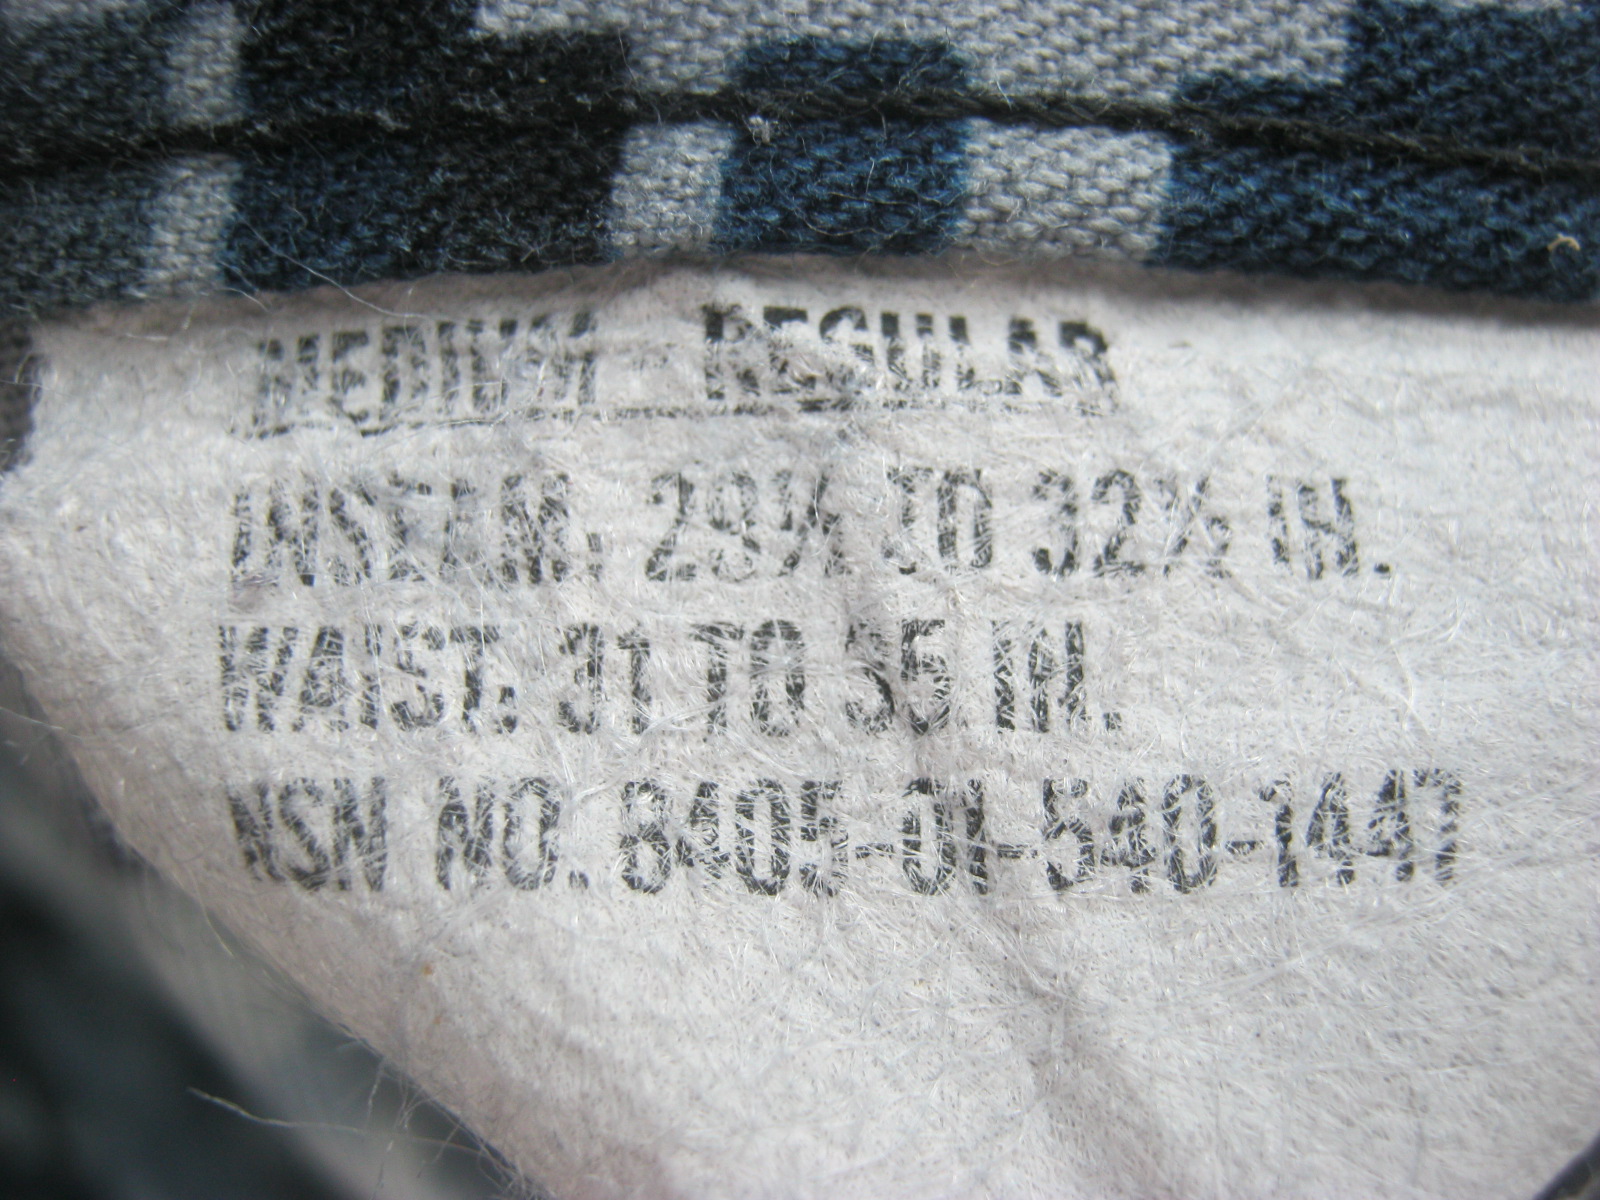 MEDIUM - REGULAR
INSEAM: 29½ TO 32½ IN.
WAIST: 31 TO 35 IN.
NSN NO. 8405-01-540-1447